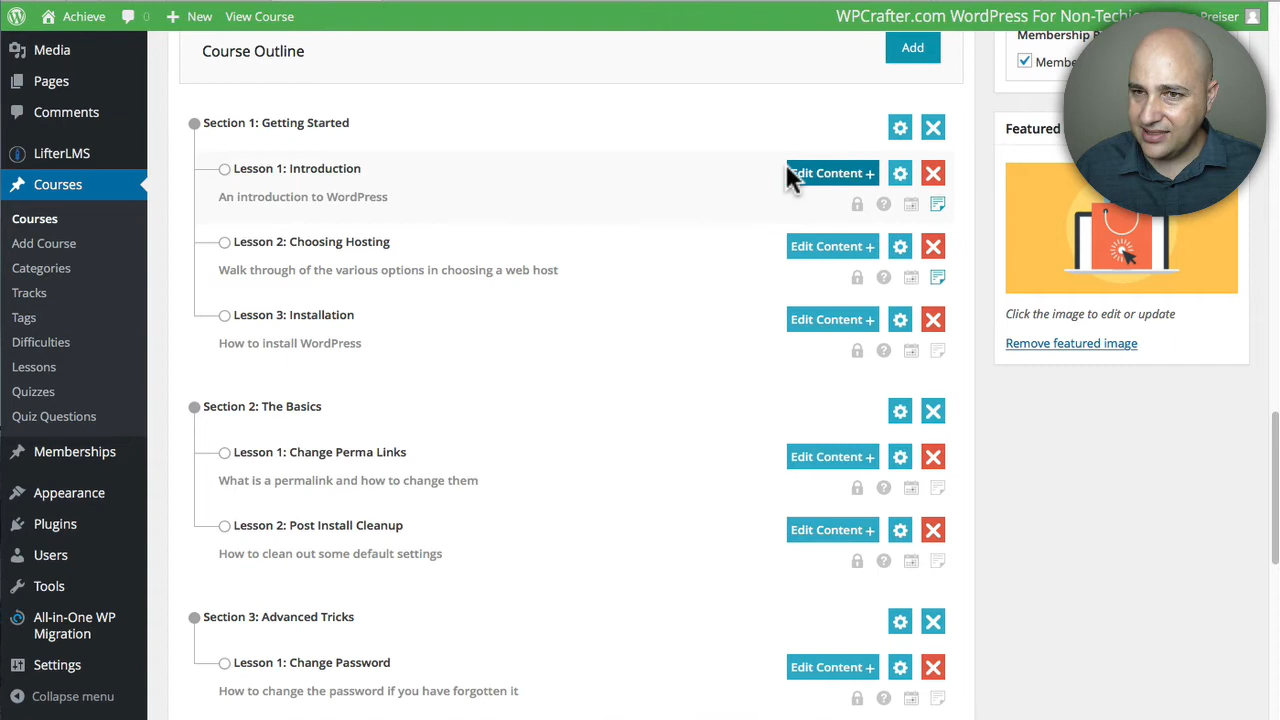 Achieve 0 New View Course WPCrafter.com WordPress For Non-Techi Preiser
Media
Pages
Comments
LifterLMS
Courses
Courses
Add Course
Categories
Tracks
Tags
Difficulties
Lessons
Quizzes
Quiz Questions
Memberships
Appearance
Plugins
Users
Tools
All-in-One WP
Migration
Settings
Collapse menu
Course Outline Add
Section 1: Getting Started
Lesson 1: Introduction Edit Content +
An introduction to WordPress
Lesson 2: Choosing Hosting Edit Content +
Walk through of the various options in choosing a web host
Lesson 3: Installation Edit Content +
How to install WordPress
Section 2: The Basics
Lesson 1: Change Perma Links Edit Content +
What is a permalink and how to change them
Lesson 2: Post Install Cleanup Edit Content +
How to clean out some default settings
Section 3: Advanced Tricks
Lesson 1: Change Password Edit Content +
How to change the password if you have forgotten it
Membership
Memb
Featured
Click the image to edit or update
Remove featured image